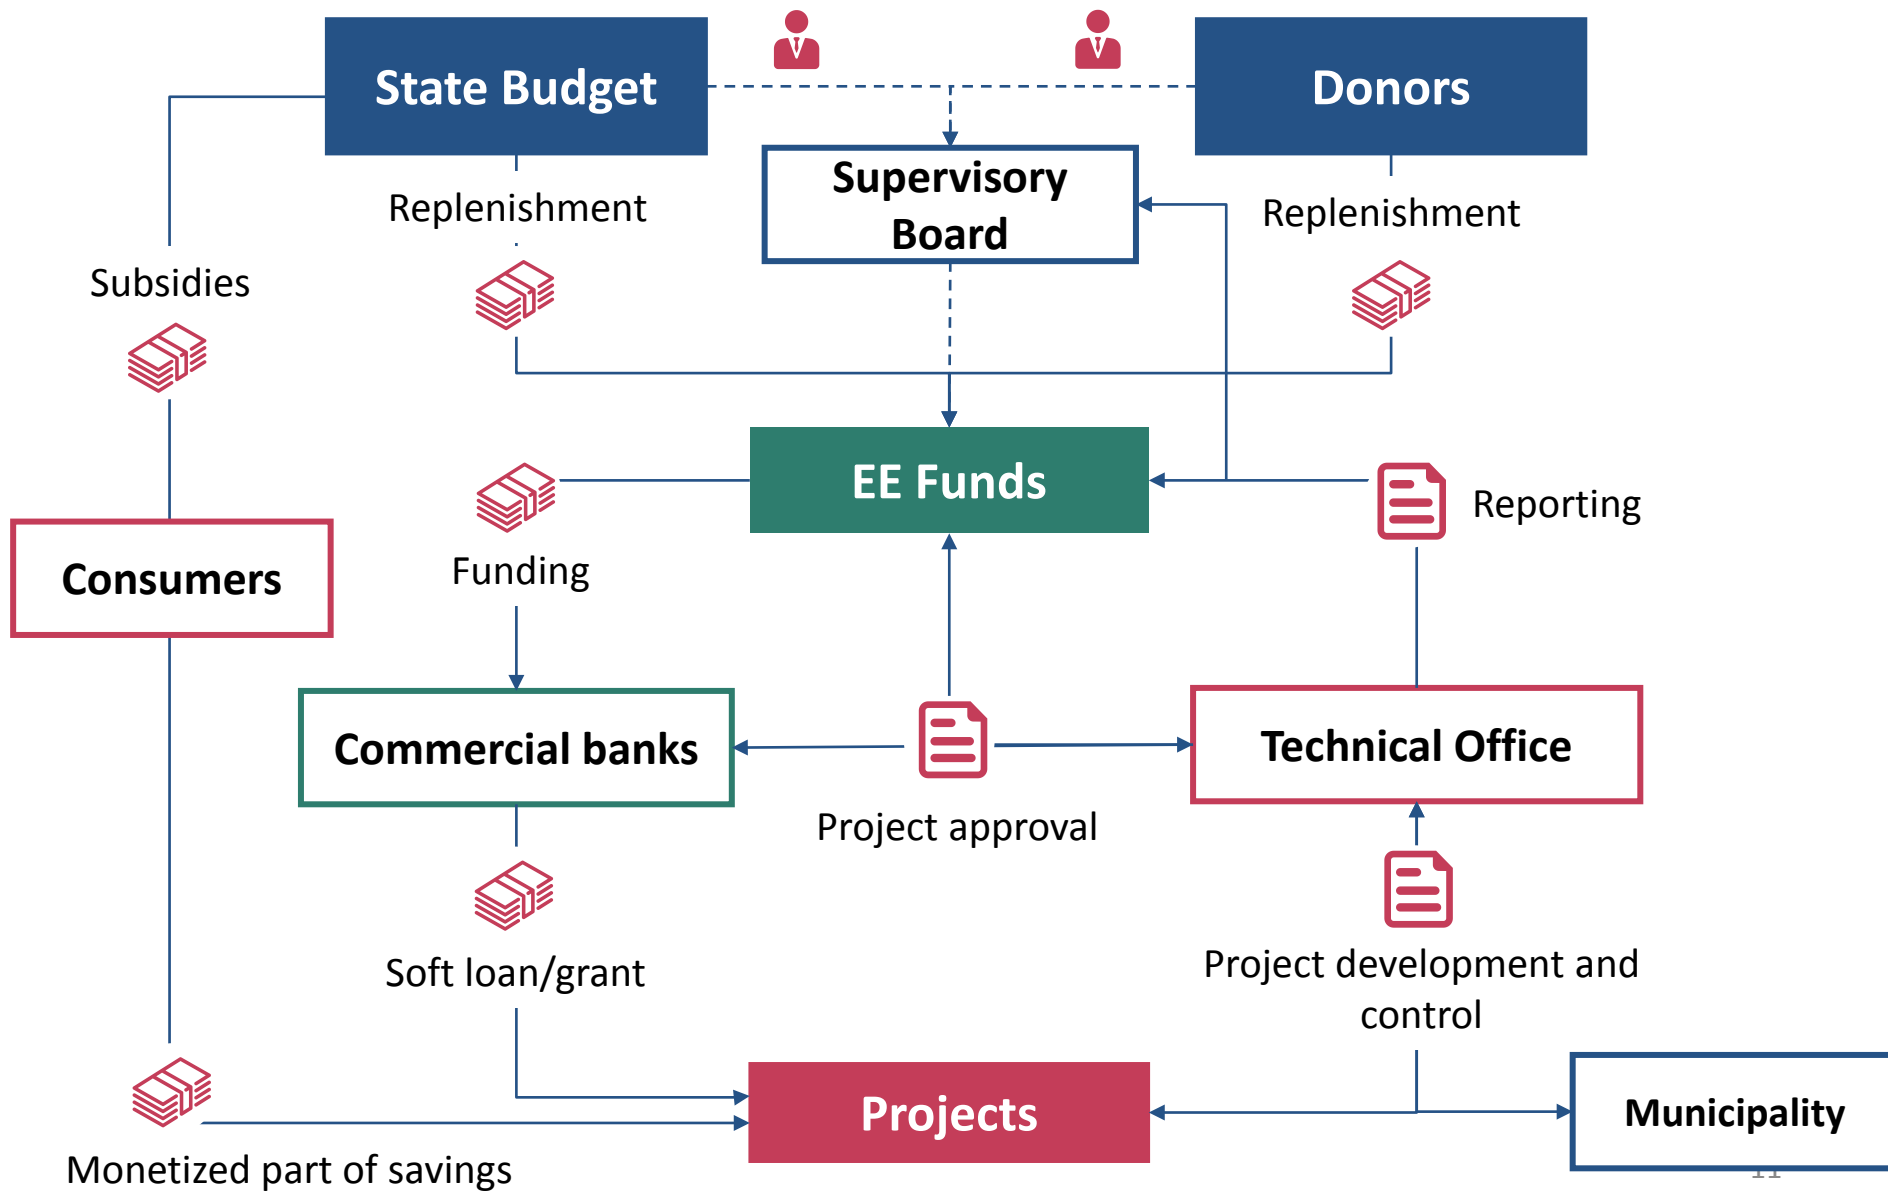 State Budget
Donors
Supervisory
Board
Replenishment
Replenishment
Subsidies
EE Funds
Reporting
Funding
Consumers
Commercial banks
Technical Office
Project approval
Soft loan/grant
Project development and
control
Projects
Municipality
Monetized part of savings
11